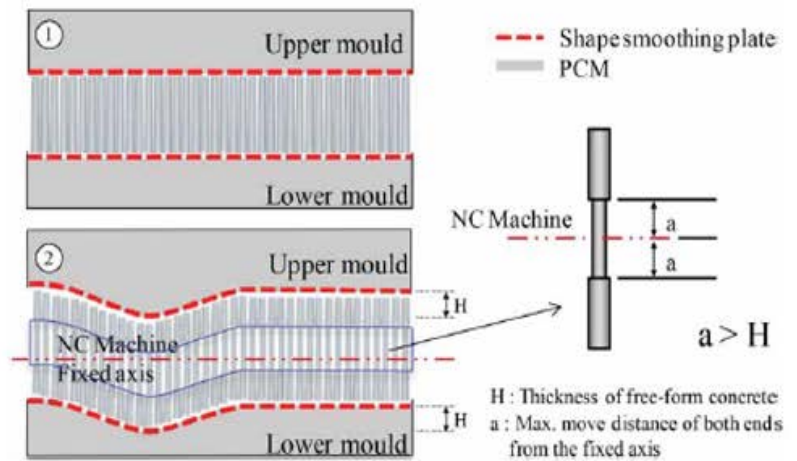 1
Upper mould
Lower mould
Shape smoothing plate
PCM
2
Upper mould
H
NC Machine
Fixed axis
H
Lower mould
NC Machine
a
a
a > H
H : Thickness of free-form concrete
a : Max. move distance of both ends
from the fixed axis